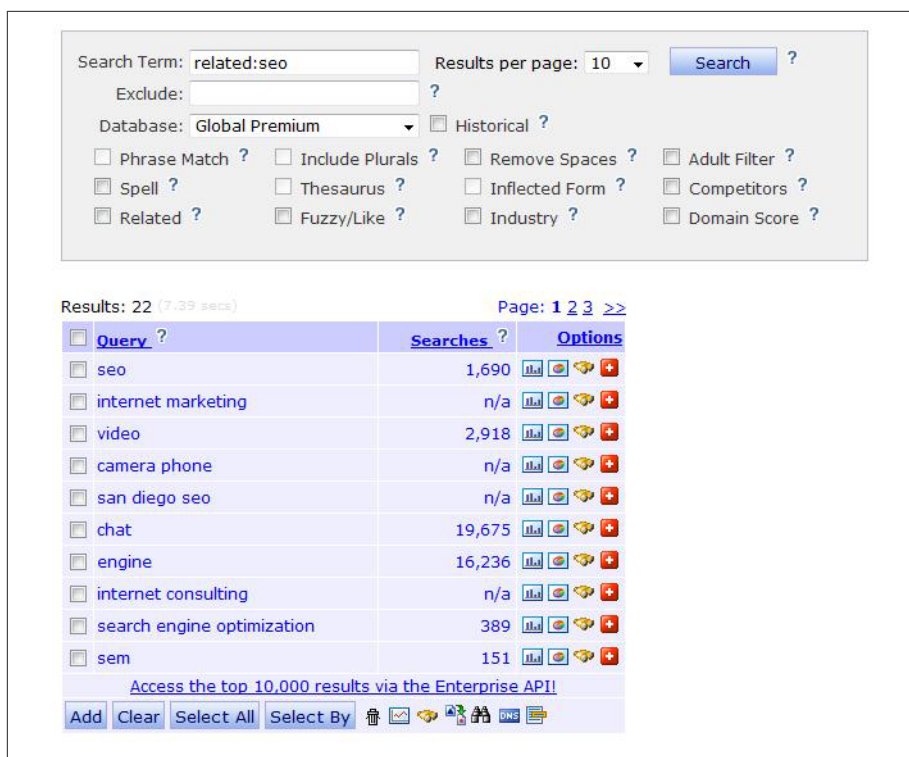 Search Term: related:seo Results per page: 10 Search ?
Exclude: ?
Database: Global Premium Historical ?
Phrase Match ? Include Plurals ? Remove Spaces ? Adult Filter ?
Spell ? Thesaurus ? Inflected Form ? Competitors ?
Related ? Fuzzy/Like ? Industry ? Domain Score ?
Results: 22 (7.39 secs) Page: 1 2 3 >>
Query ? Searches ? Options
seo 1,690
internet marketing n/a
video 2,918
camera phone n/a
san diego seo n/a
chat 19,675
engine 16,236
internet consulting n/a
search engine optimization 389
sem 151
Access the top 10,000 results via the Enterprise API!
Add Clear Select All Select By DNS